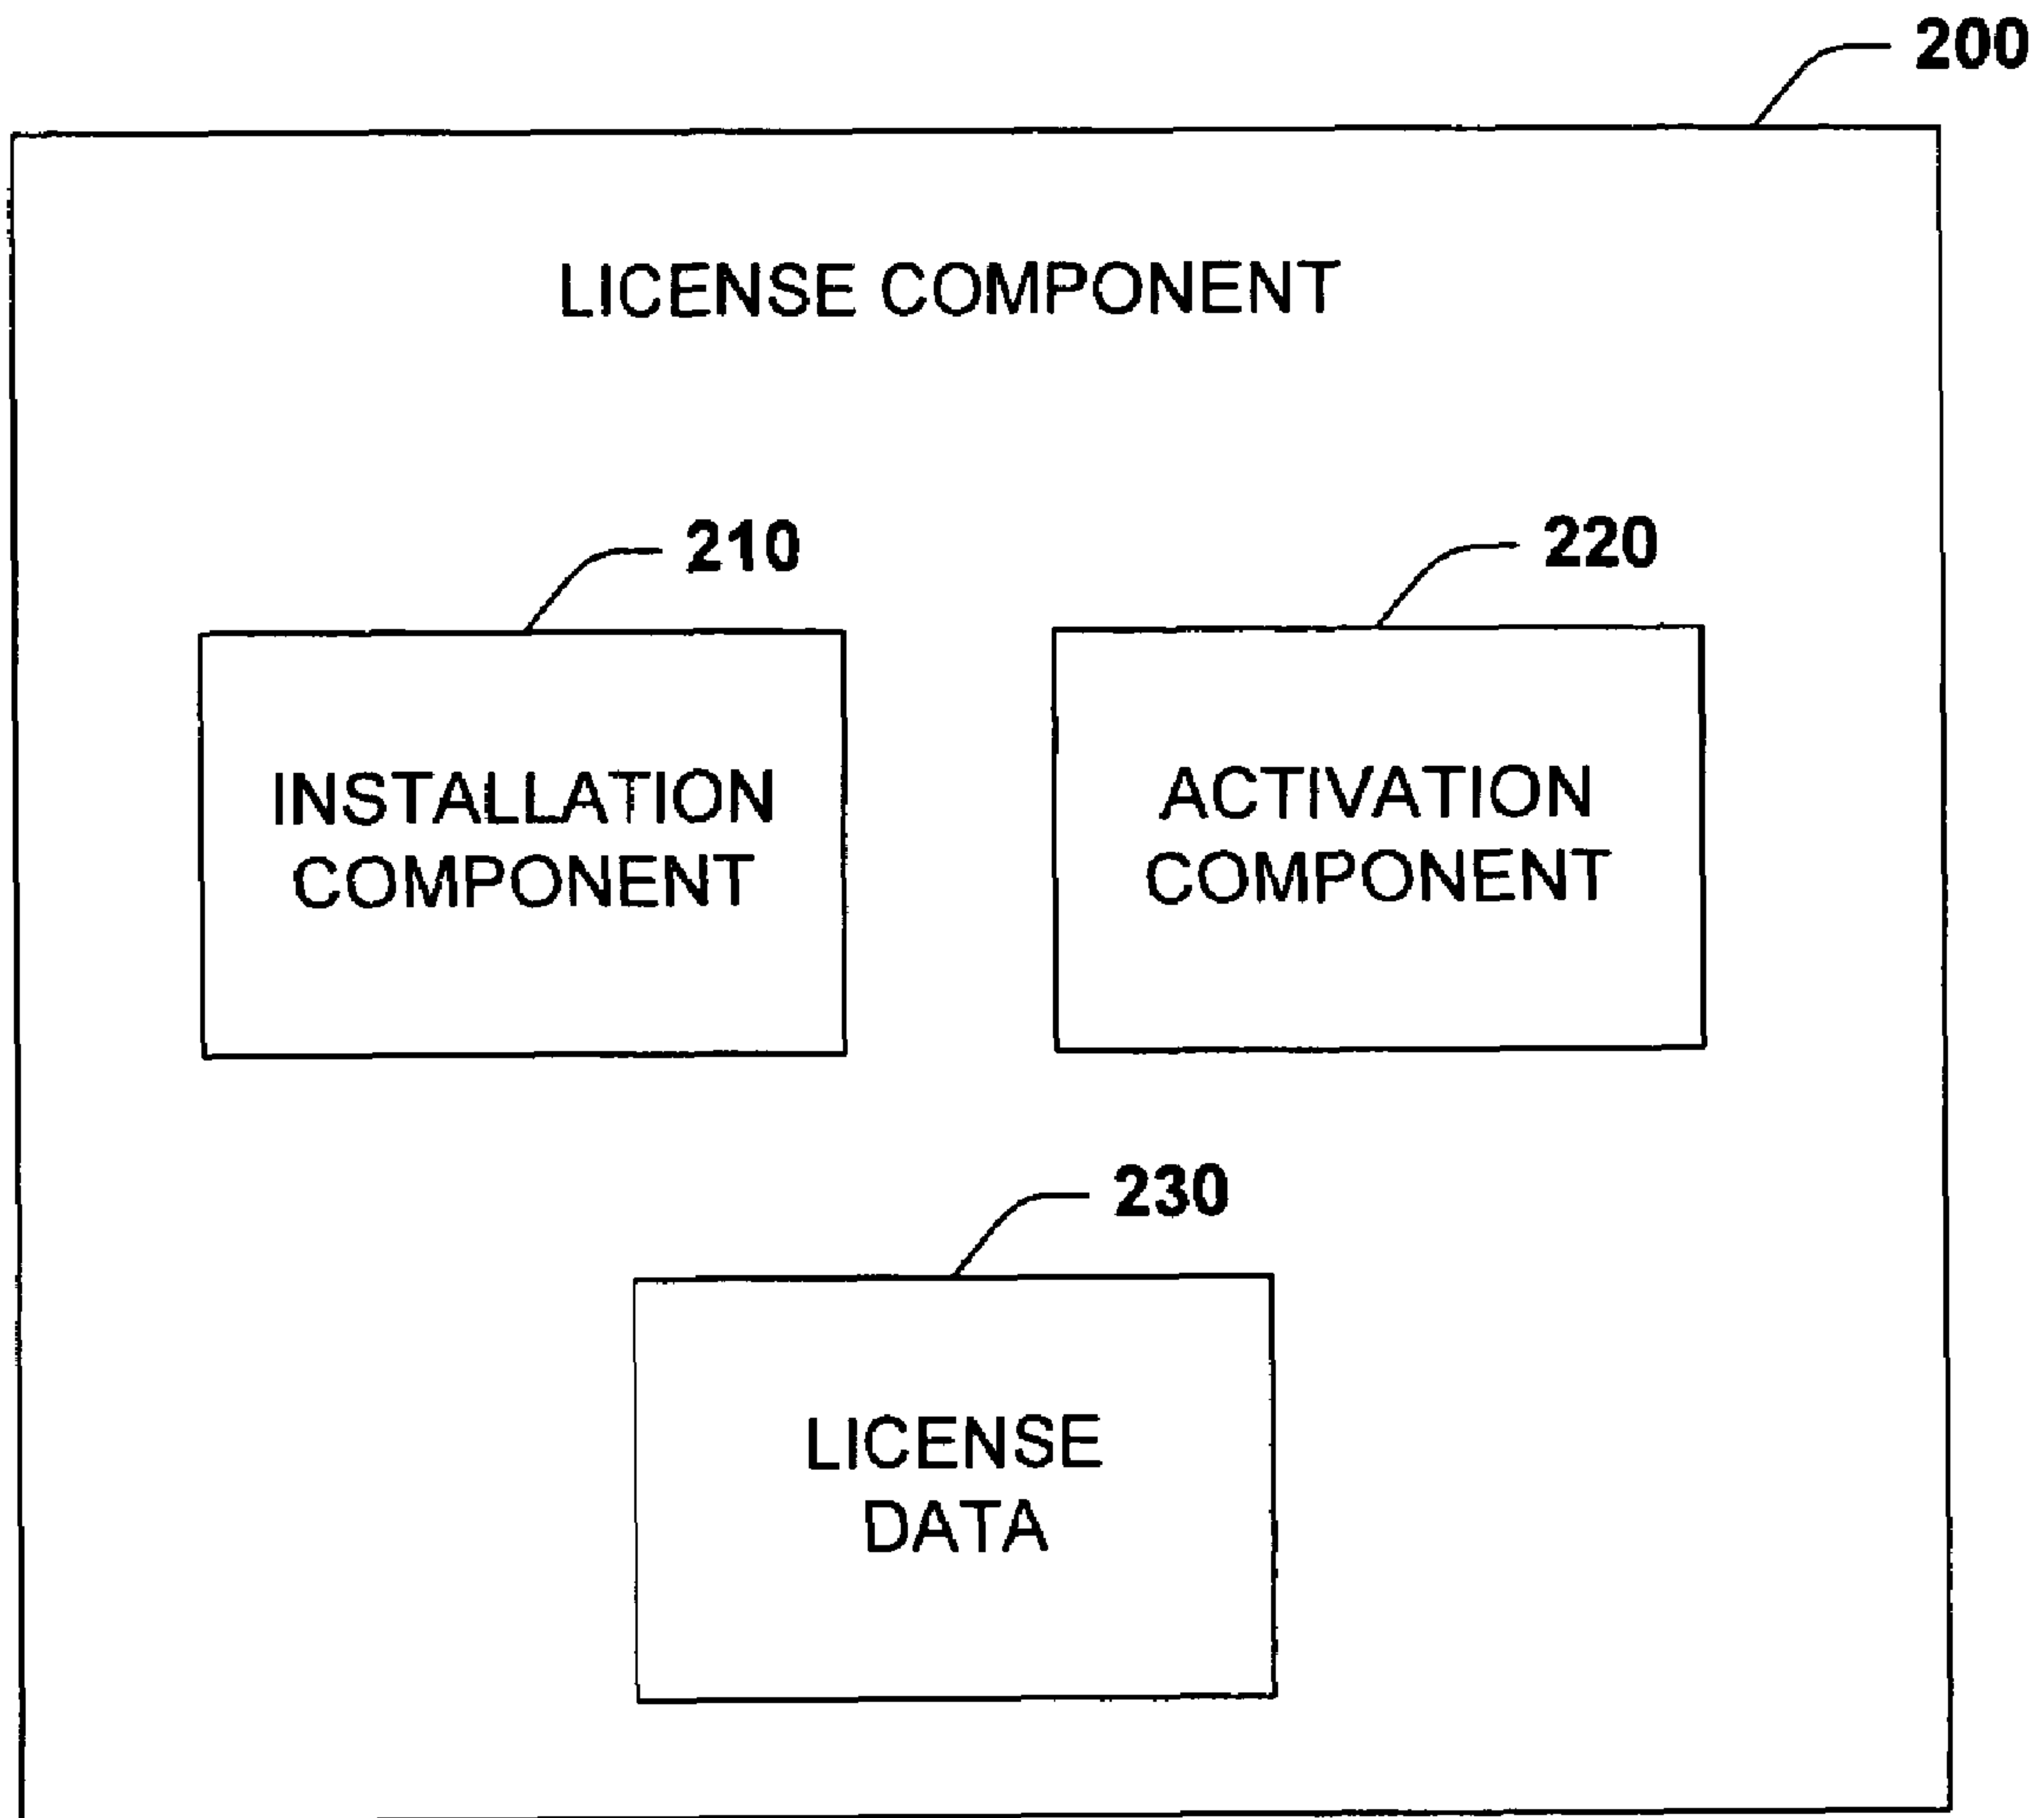 200
LICENSE COMPONENT
210
220
INSTALLATION
COMPONENT
ACTIVATION
COMPONENT
230
LICENSE
DATA